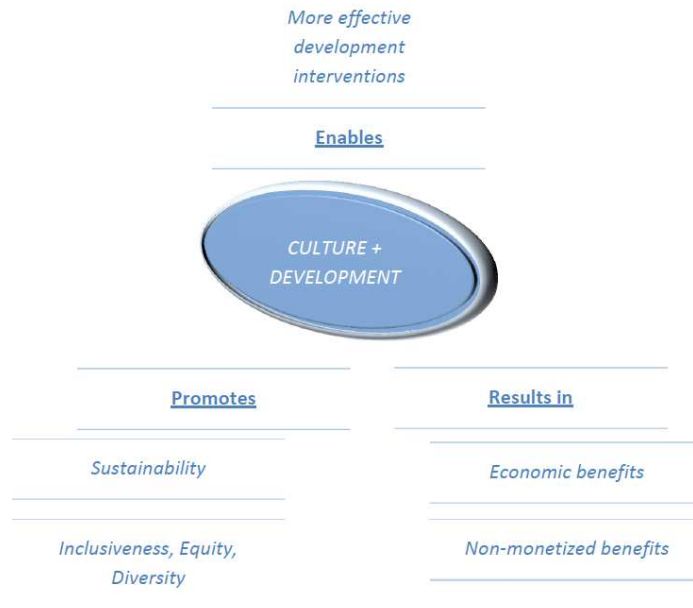 More effective
development
interventions
Enables
CULTURE +
DEVELOPMENT
Promotes
Sustainability
Inclusiveness, Equity,
Diversity
Results in
Economic benefits
Non-monetized benefits